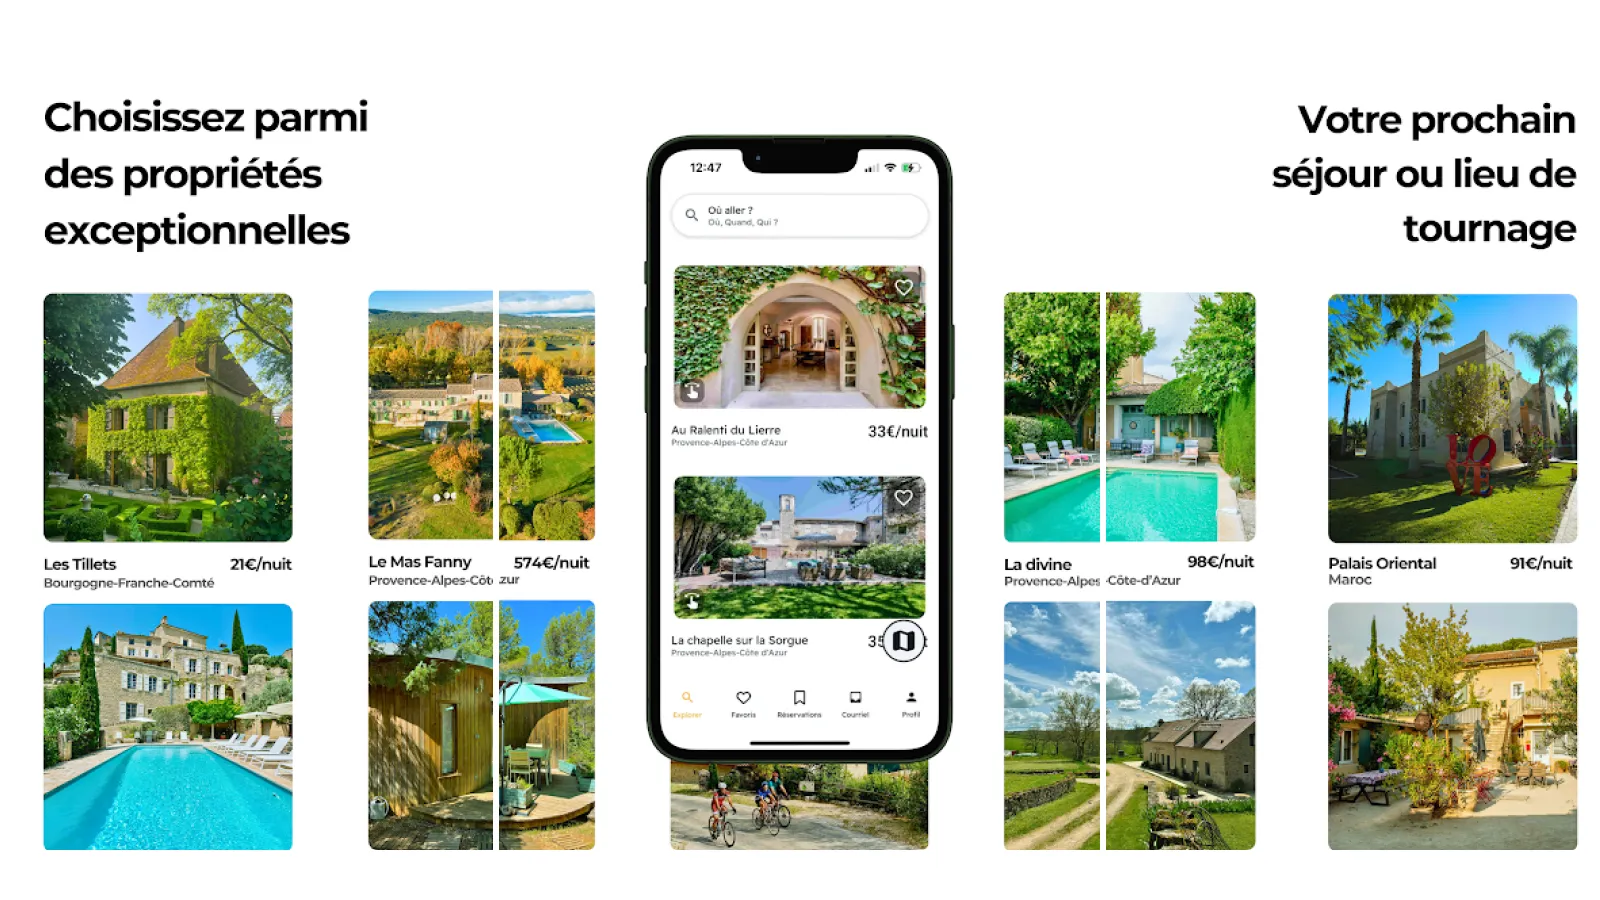 Choisissez parmi
des propriétés
exceptionnelles
Les Tillets
21€/nuit
Bourgogne-Franche-Comté
Le Mas Fanny
574€/nuit
Provence-Alpes-Côt
zur
12:47
Où aller ?
Où, Quand, Qui ?
Au Ralenti du Lierre
33€/nuit
Provence-Alpes-Côte d'Azur
La chapelle sur la Sorgue
Provence-Alpes-Côte d'Azur
Explorer
Favoris
Réservations
Courriel
Profil
Votre prochain
séjour ou lieu de
tournage
La divine
98€/nuit
Provence-Alpes
-Côte-d'Azur
LOVE
Palais Oriental
91€/nuit
Maroc